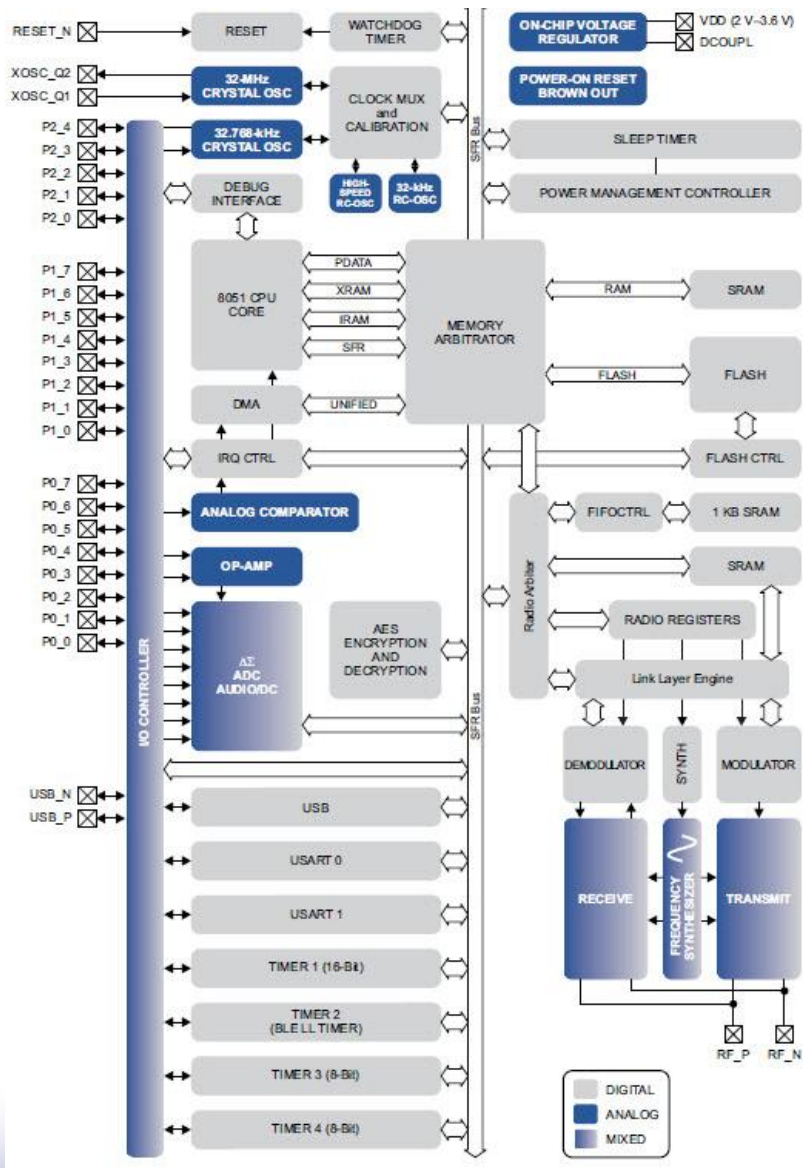 RESET_N
RESET
WATCHDOG
TIMER
ON-CHIP VOLTAGE
REGULATOR
VDD (2 V–3.6 V)
DCOUPL
XOSC_Q2
XOSC_Q1
32-MHz
CRYSTAL OSC
CLOCK MUX
and
CALIBRATION
POWER-ON RESET
BROWN OUT
SFR Bus
P2_4
P2_3
P2_2
P2_1
P2_0
32.768-kHz
CRYSTAL OSC
HIGH-
SPEED
RC-OSC
32-kHz
RC-OSC
SLEEP TIMER
POWER MANAGEMENT CONTROLLER
DEBUG
INTERFACE
P1_7
P1_6
P1_5
P1_4
P1_3
P1_2
P1_1
P1_0
8051 CPU
CORE
PDATA
XRAM
IRAM
SFR
MEMORY
ARBITRATOR
RAM
SRAM
FLASH
FLASH
DMA
UNIFIED
IRQ CTRL
FLASH CTRL
P0_7
P0_6
P0_5
P0_4
P0_3
P0_2
P0_1
P0_0
ANALOG COMPARATOR
OP-AMP
Radio Arbiter
FIFOCTRL
1 KB SRAM
SRAM
I/O CONTROLLER
ΔΣ
ADC
AUDIO/DC
AES
ENCRYPTION
AND
DECRYPTION
RADIO REGISTERS
Link Layer Engine
SFR Bus
DEMODULATOR
SYNTH
MODULATOR
USB_N
USB_P
USB
USART 0
USART 1
TIMER 1 (16-Bit)
TIMER 2
(BLE LL TIMER)
TIMER 3 (8-Bit)
TIMER 4 (8-Bit)
RECEIVE
FREQUENCY
SYNTHESIZER
TRANSMIT
RF_P
RF_N
DIGITAL
ANALOG
MIXED